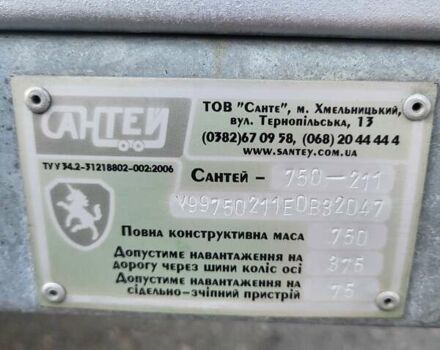 САНТЕЙ
ТУ У 34.2-31218802-002:2006
ТОВ "Санте", м. Хмельницький,
вул. Тернопільська, 13
(0382)67 09 58, (068) 20 444 4 4
www.santey.com.ua
Сантей - 750-211
Y99750211E0B32047
Повна конструктивна маса 750
Допустиме навантаження на
дорогу через шини коліс осі 375
Допустиме навантаження на
сідельно-зчіпний пристрій 75